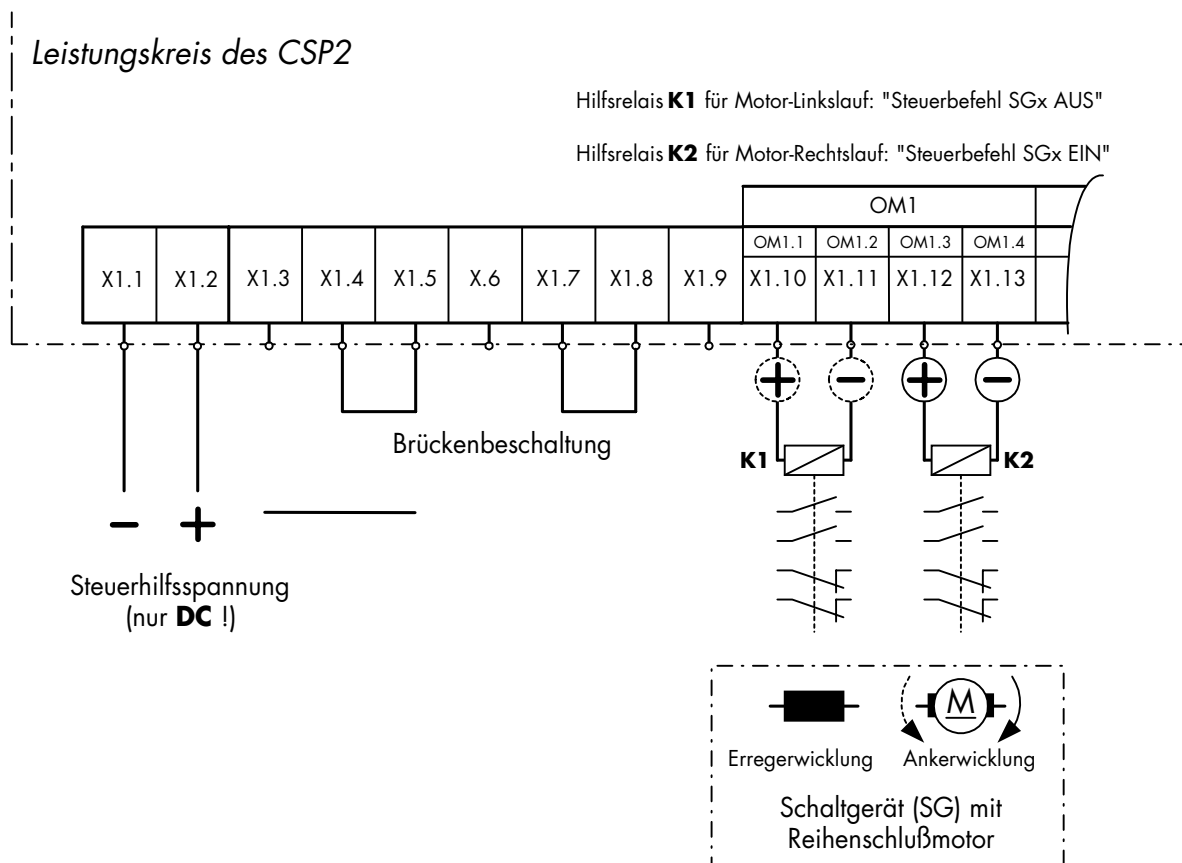 Leistungskreis des CSP2
Hilfsrelais K1 für Motor-Linkslauf: "Steuerbefehl SGx AUS"
Hilfsrelais K2 für Motor-Rechtslauf: "Steuerbefehl SGx EIN"
OM1
OM1.1 OM1.2 OM1.3 OM1.4
X1.1 X1.2 X1.3 X1.4 X1.5 X.6 X1.7 X1.8 X1.9 X1.10 X1.11 X1.12 X1.13
+ − + −
Brückenbeschaltung
K1 K2
− +
Steuerhilfsspannung
(nur DC !)
M
Erregerwicklung Ankerwicklung
Schaltgerät (SG) mit
Reihenschlußmotor